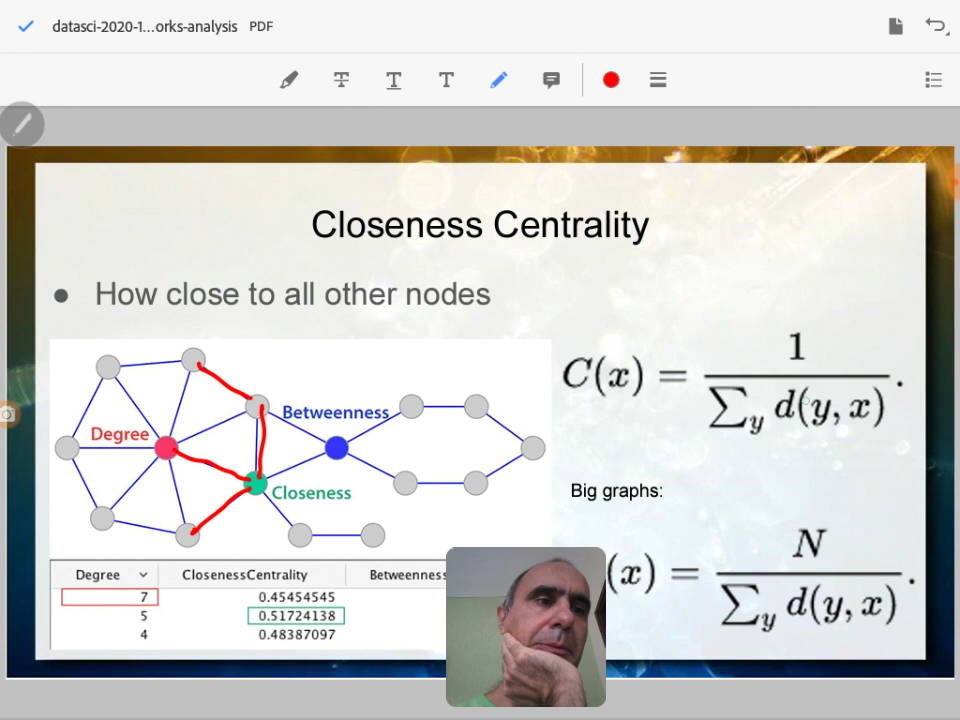 datasci-2020-1...orks-analysis PDF
Closeness Centrality
● How close to all other nodes
Betweenness
Degree
Closeness
C(x) = 1 / ∑y d(y, x) .
Big graphs:
(x) = N / ∑y d(y, x) .
Degree ClosenessCentrality Betweenness
7 0.45454545
5 0.51724138
4 0.48387097